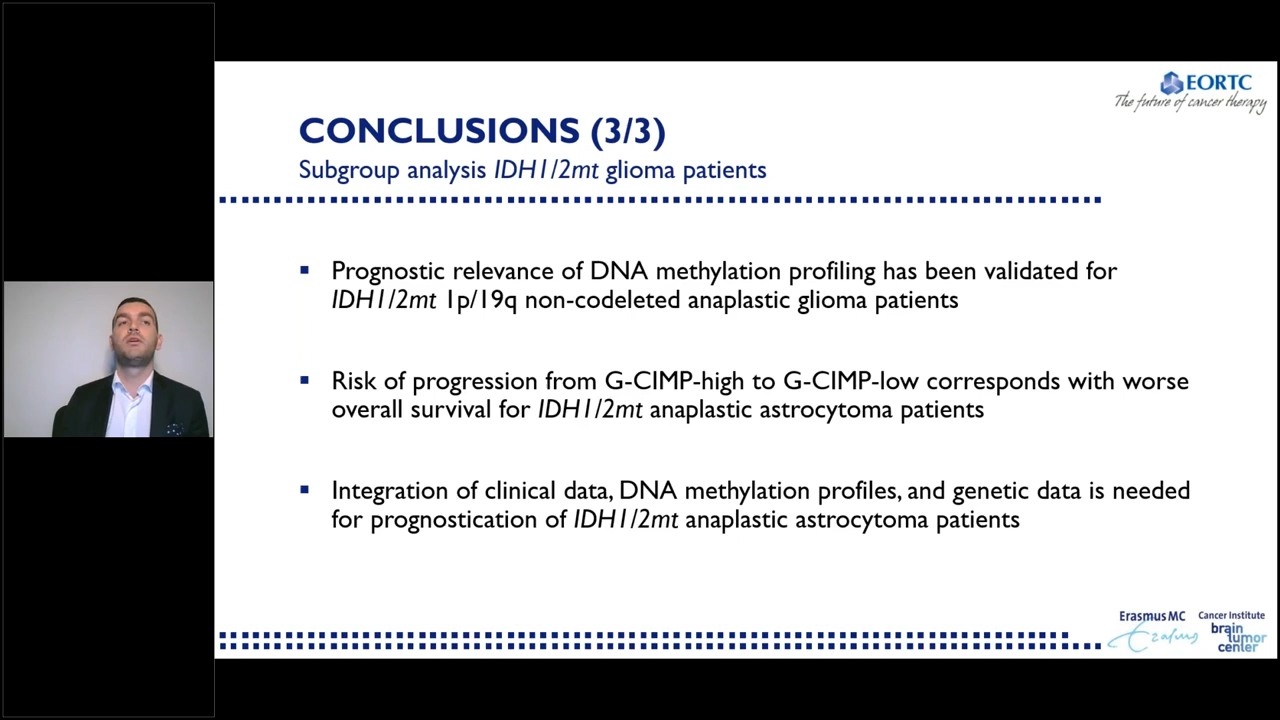 EORTC
The future of cancer therapy
CONCLUSIONS (3/3)
Subgroup analysis IDH1/2mt glioma patients
▪ Prognostic relevance of DNA methylation profiling has been validated for
IDH1/2mt 1p/19q non-codeleted anaplastic glioma patients
▪ Risk of progression from G-CIMP-high to G-CIMP-low corresponds with worse
overall survival for IDH1/2mt anaplastic astrocytoma patients
▪ Integration of clinical data, DNA methylation profiles, and genetic data is needed
for prognostication of IDH1/2mt anaplastic astrocytoma patients
Erasmus MC Cancer Institute
Erasmus
brain
tumor
center